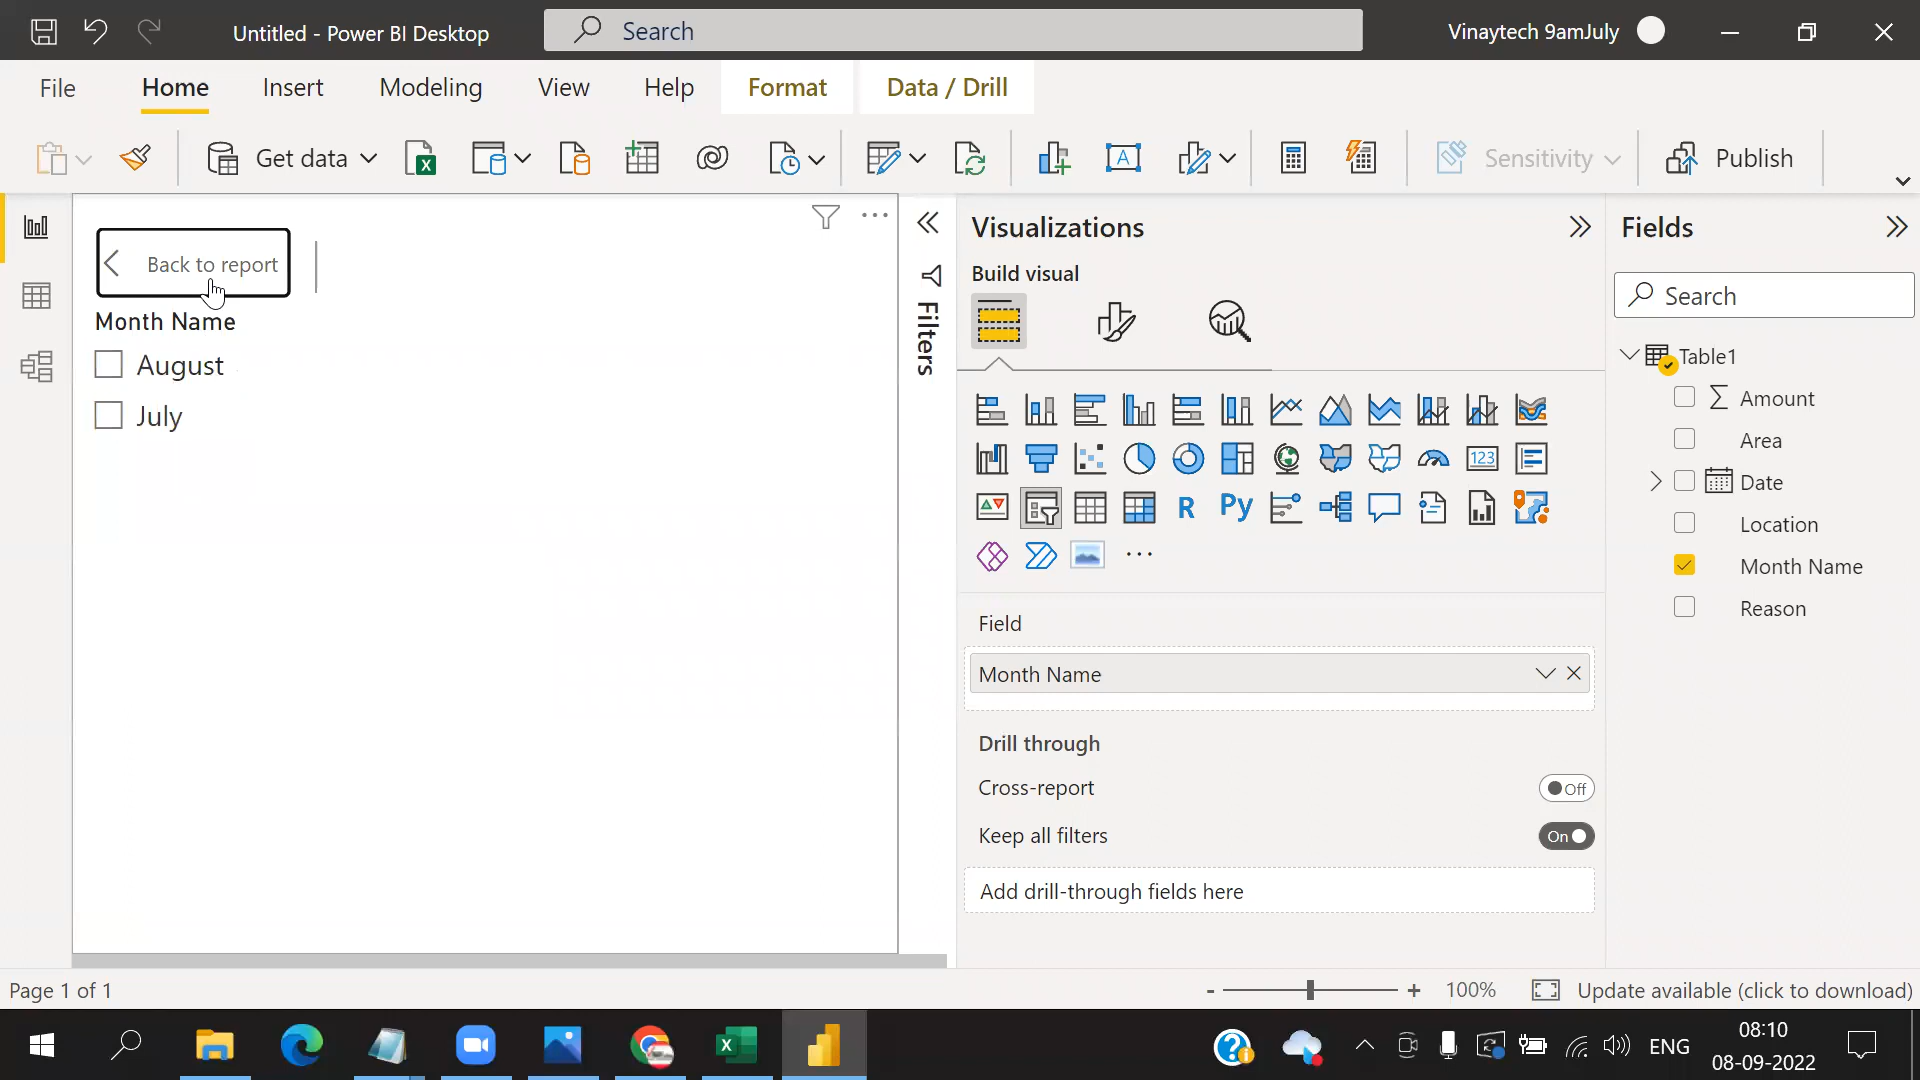 Untitled - Power BI Desktop
Search
Vinaytech 9amJuly
File
Home
Insert
Modeling
View
Help
Format
Data / Drill
Get data
Sensitivity
Publish
Back to report
Month Name
August
July
Filters
Visualizations
Build visual
123
R
Py
Field
Month Name
Drill through
Cross-report
Off
Keep all filters
On
Add drill-through fields here
Fields
Search
Table1
Amount
Area
Date
Location
Month Name
Reason
Page 1 of 1
100%
Update available (click to download)
ENG
08:10
08-09-2022